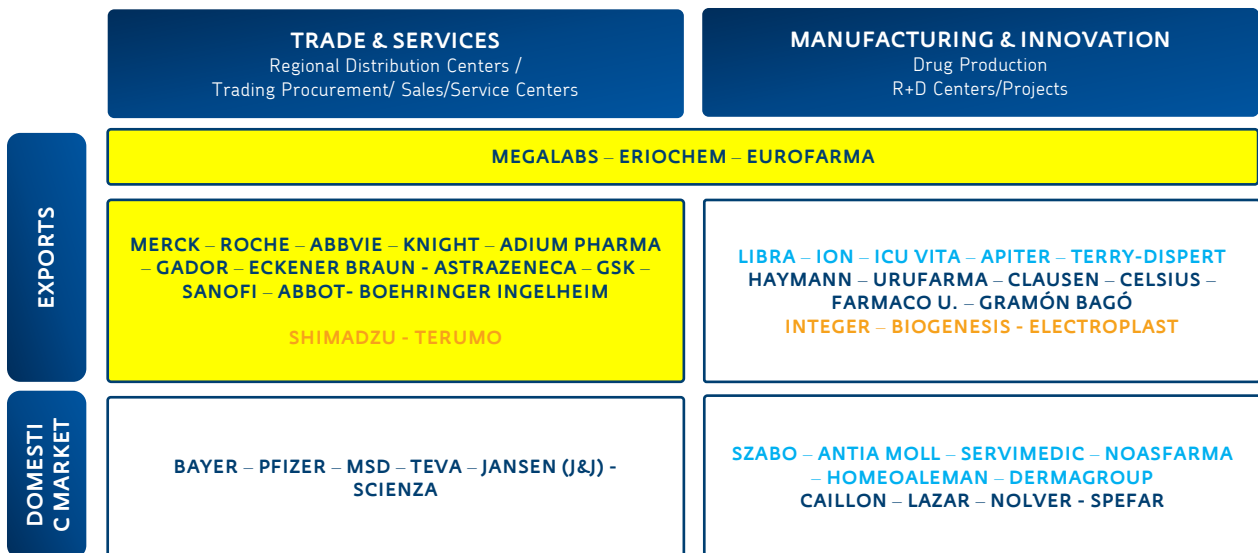 TRADE & SERVICES
Regional Distribution Centers /
Trading Procurement/ Sales/Service Centers
MANUFACTURING & INNOVATION
Drug Production
R+D Centers/Projects
EXPORTS
MEGALABS – ERIOCHEM – EUROFARMA
MERCK – ROCHE – ABBVIE – KNIGHT – ADIUM PHARMA
– GADOR – ECKENER BRAUN - ASTRAZENECA – GSK –
SANOFI – ABBOT- BOEHRINGER INGELHEIM
SHIMADZU - TERUMO
LIBRA – ION – ICU VITA – APITER – TERRY-DISPERT
HAYMANN – URUFARMA – CLAUSEN – CELSIUS –
FARMACO U. – GRAMÓN BAGÓ
INTEGER – BIOGENESIS - ELECTROPLAST
DOMESTI
C MARKET
BAYER – PFIZER – MSD – TEVA – JANSEN (J&J) -
SCIENZA
SZABO – ANTIA MOLL – SERVIMEDIC – NOASFARMA
– HOMEOALEMAN – DERMAGROUP
CAILLON – LAZAR – NOLVER - SPEFAR